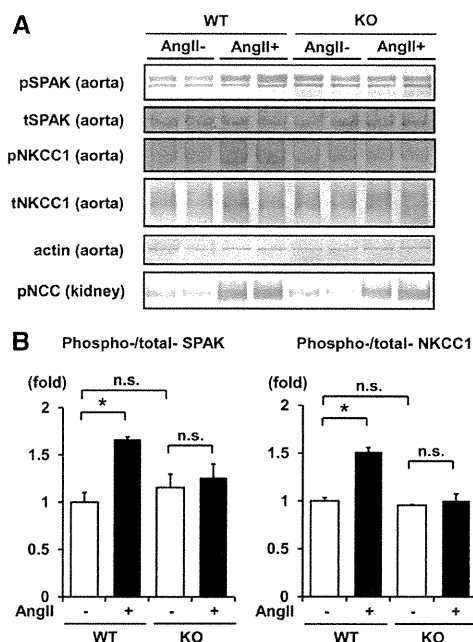 A
WT KO
AngII- AngII+ AngII- AngII+
pSPAK (aorta)
tSPAK (aorta)
pNKCC1 (aorta)
tNKCC1 (aorta)
actin (aorta)
pNCC (kidney)
B
Phospho-/total- SPAK
(fold)
2
1.5
1
0.5
0
n.s.
*
n.s.
AngII - + - +
WT KO
Phospho-/total- NKCC1
(fold)
2
1.5
1
0.5
0
n.s.
*
n.s.
AngII - + - +
WT KO